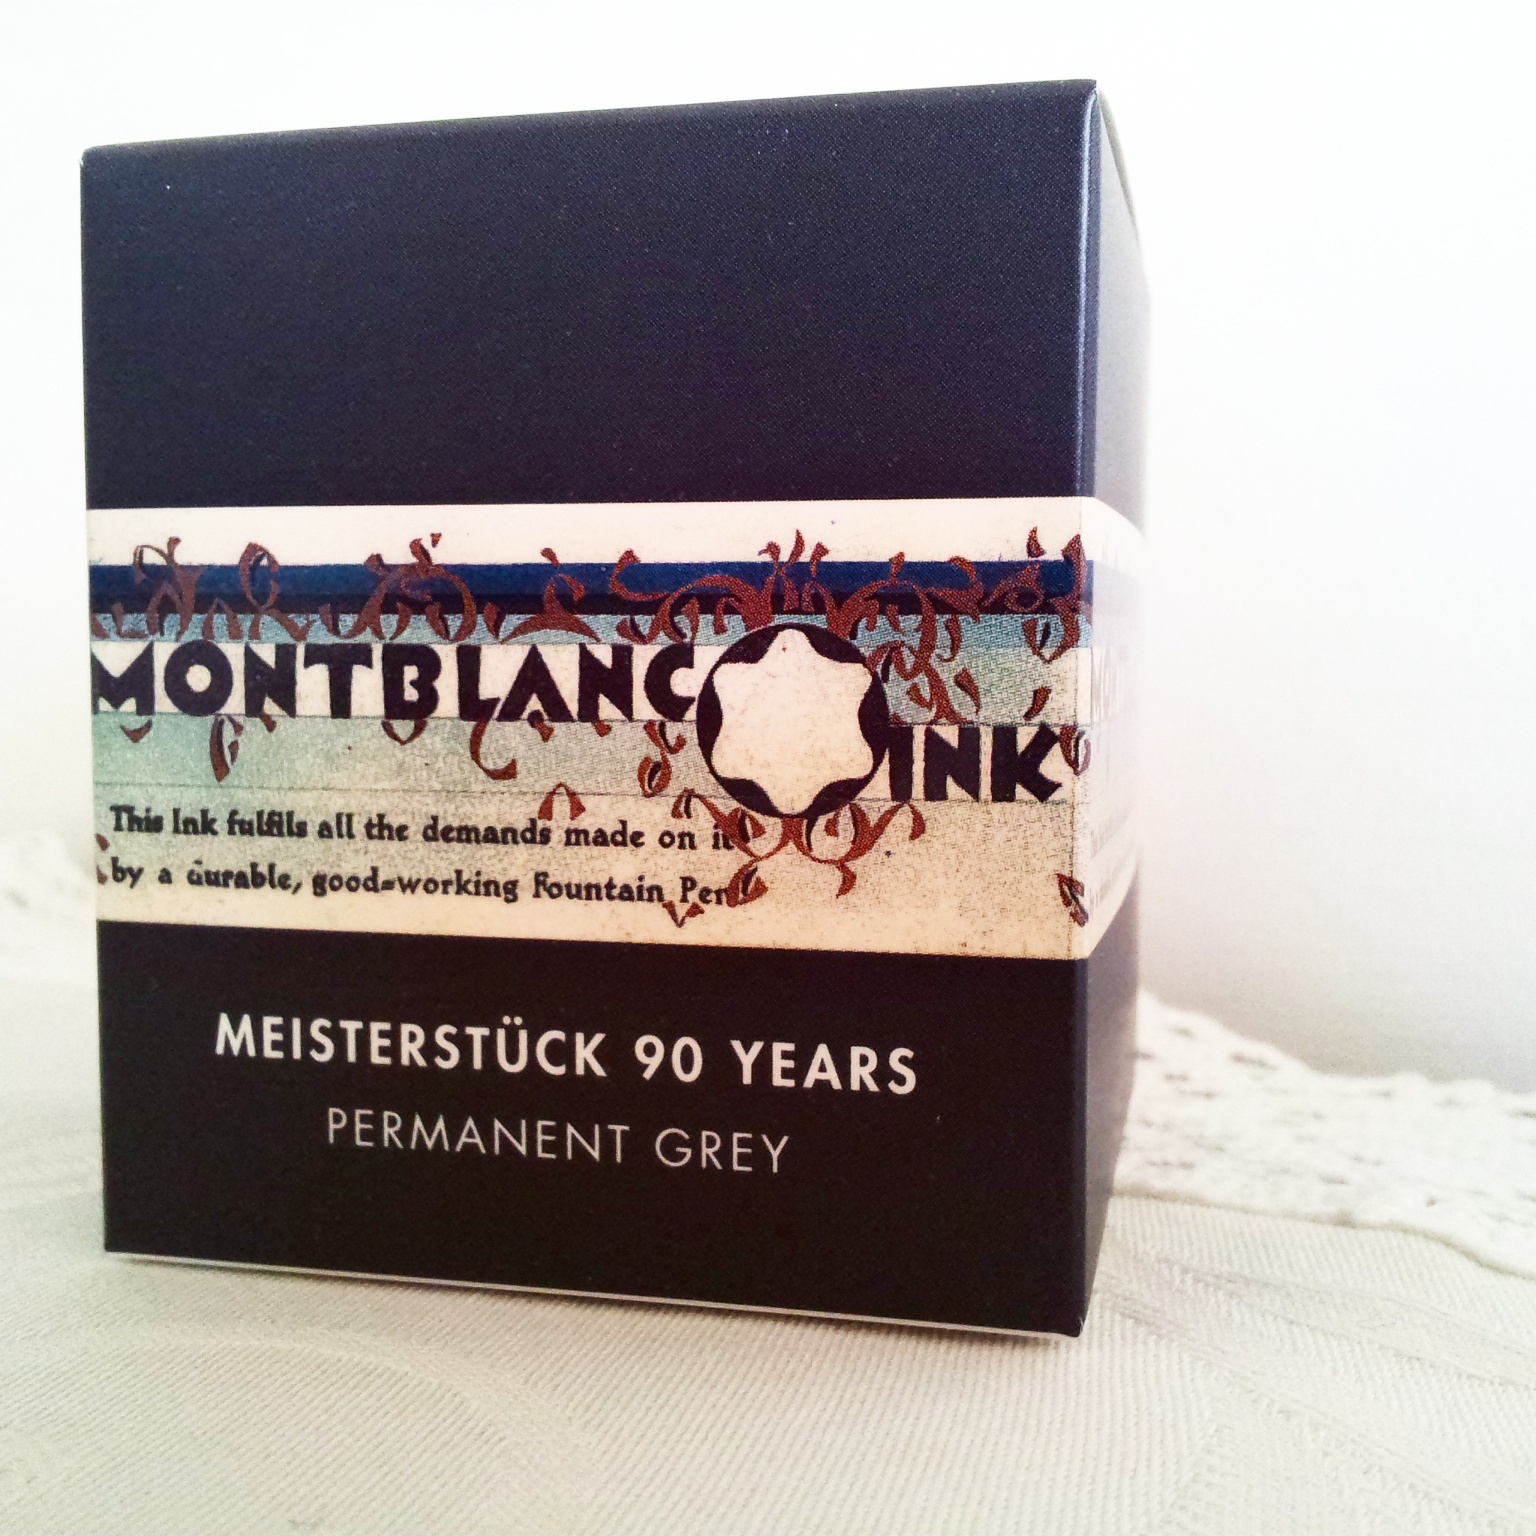 MONTBLANC
INK
This Ink fulfils all the demands made on it
by a durable, good=working Fountain Pen
MEISTERSTÜCK 90 YEARS
PERMANENT GREY